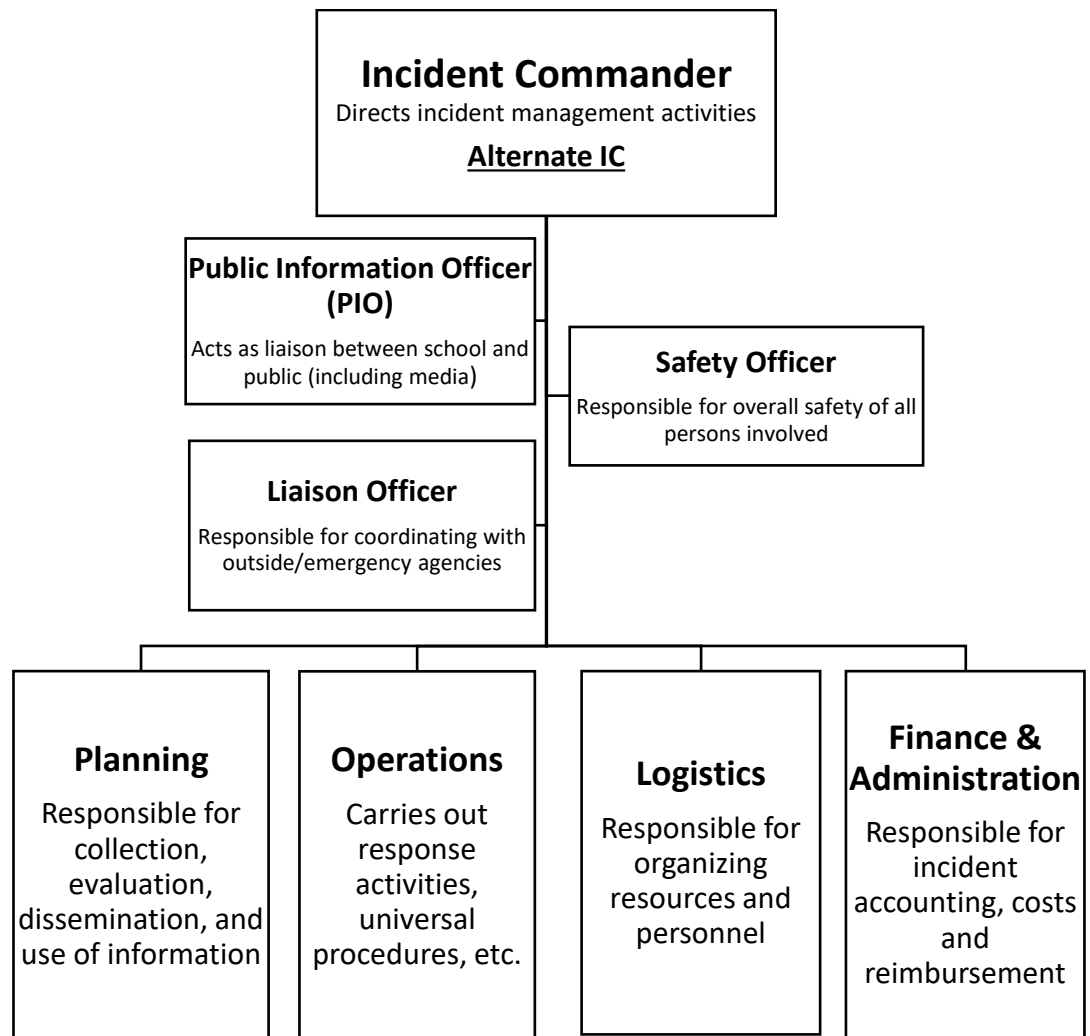 Incident Commander
Directs incident management activities
Alternate IC
Public Information Officer
(PIO)
Acts as liaison between school and
public (including media)
Safety Officer
Responsible for overall safety of all
persons involved
Liaison Officer
Responsible for coordinating with
outside/emergency agencies
Planning
Responsible for
collection,
evaluation,
dissemination, and
use of information
Operations
Carries out
response
activities,
universal
procedures, etc.
Logistics
Responsible for
organizing
resources and
personnel
Finance &
Administration
Responsible for
incident
accounting, costs
and
reimbursement